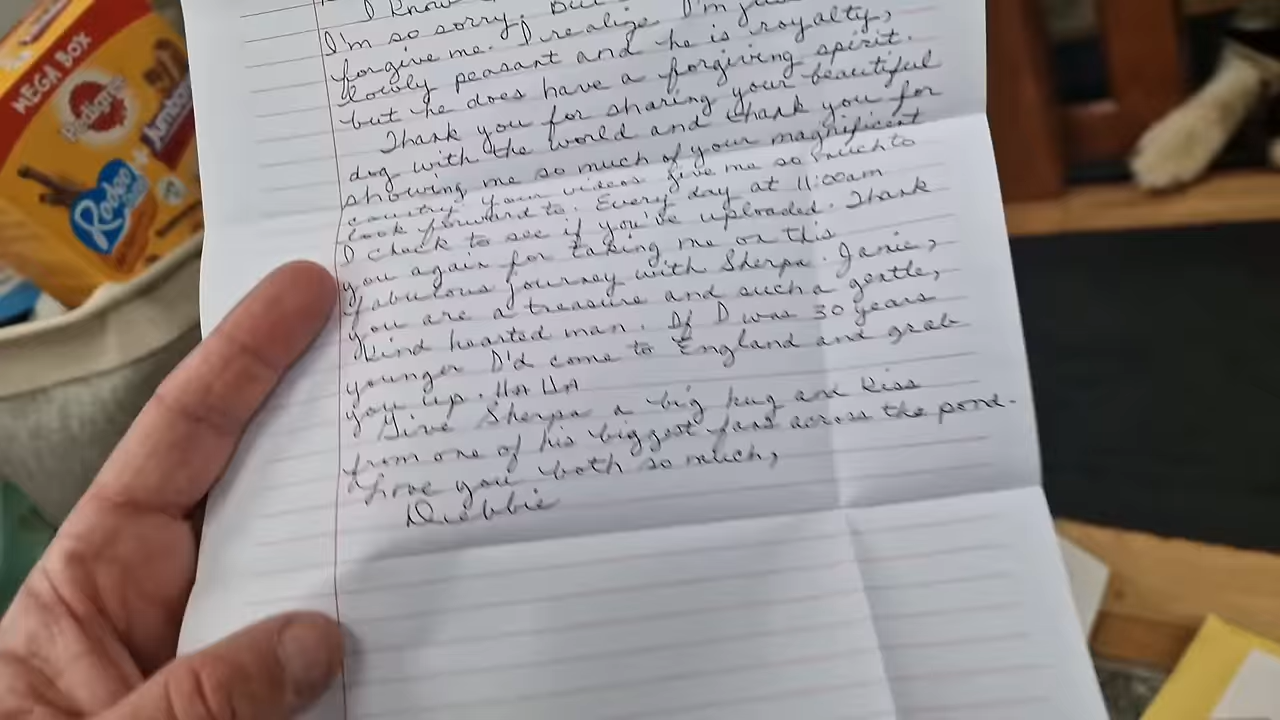 MEGA BOX
Pedigree
Jumbone
Rodeo
I know
I'm so sorry, but
forgive me. I realize I'm just
lowly peasant and he is royalty,
but he does have a forgiving spirit.
Thank you for sharing your beautiful
dog with the world and thank you for
showing me so much of your magnificent
country. Your videos give me so much to
look forward to. Every day at 11:00am
I check to see if you've uploaded. Thank
you again for taking me on this
fabulous journey with Sherpa. Janie,
you are a treasure and such a gentle,
kind hearted man. If I was 30 years
younger I'd come to England and grab
you up. HA HA
Give Sherpa a big hug and kiss
from one of his biggest fans across the pond.
Love you both so much,
Debbie